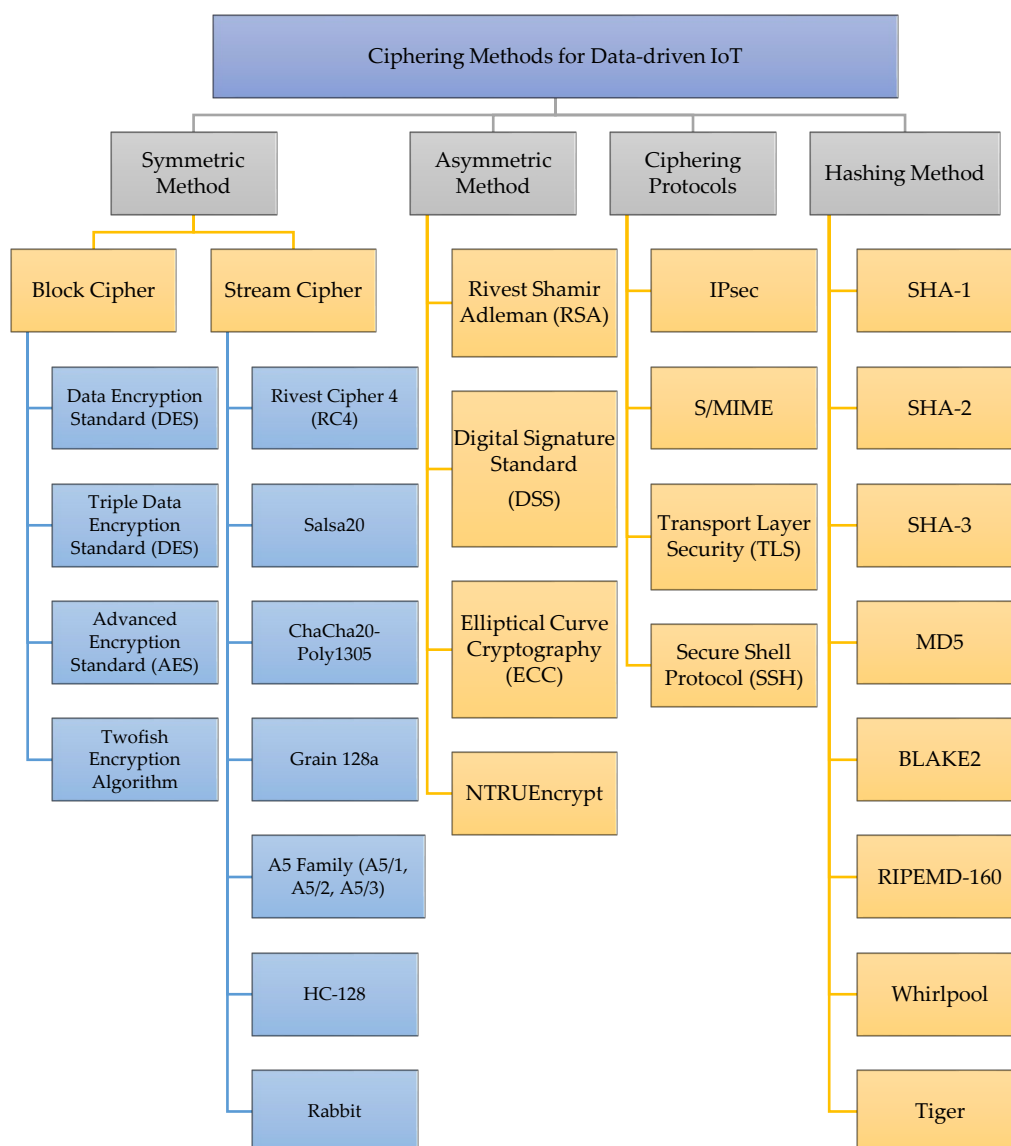 Ciphering Methods for Data-driven IoT
Symmetric
Method
Asymmetric
Method
Ciphering
Protocols
Hashing Method
Block Cipher
Stream Cipher
Data Encryption
Standard (DES)
Triple Data
Encryption
Standard (DES)
Advanced
Encryption
Standard (AES)
Twofish
Encryption
Algorithm
Rivest Cipher 4
(RC4)
Salsa20
ChaCha20-
Poly1305
Grain 128a
A5 Family (A5/1,
A5/2, A5/3)
HC-128
Rabbit
Rivest Shamir
Adleman (RSA)
Digital Signature
Standard
(DSS)
Elliptical Curve
Cryptography
(ECC)
NTRUEncrypt
IPsec
S/MIME
Transport Layer
Security (TLS)
Secure Shell
Protocol (SSH)
SHA-1
SHA-2
SHA-3
MD5
BLAKE2
RIPEMD-160
Whirlpool
Tiger